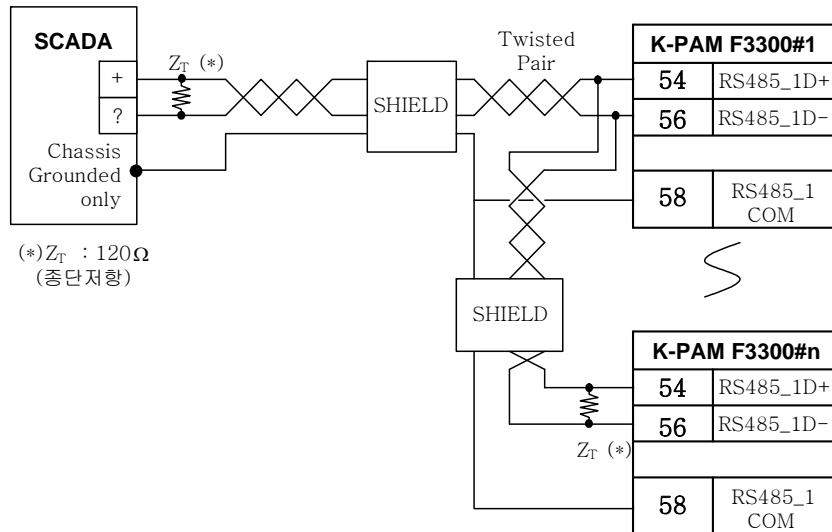 SCADA
+
?
Z_T (*)
Chassis
Grounded
only
(*)Z_T : 120Ω
(종단저항)
SHIELD
Twisted
Pair
K-PAM F3300#1
54 RS485_1D+
56 RS485_1D-
58 RS485_1
COM
SHIELD
K-PAM F3300#n
54 RS485_1D+
56 RS485_1D-
Z_T (*)
58 RS485_1
COM